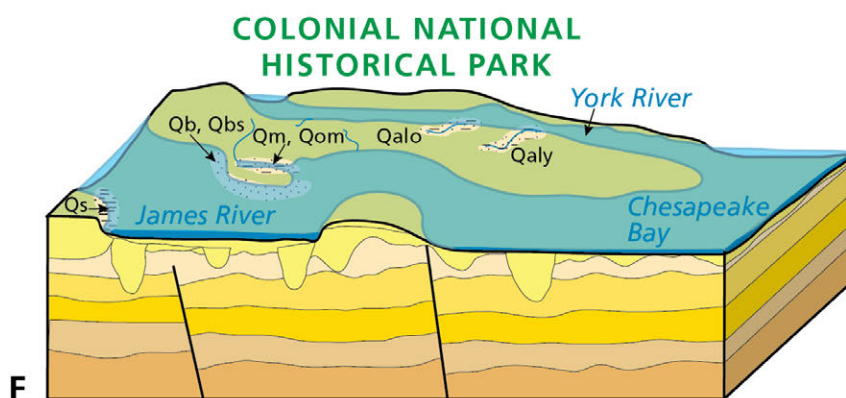 COLONIAL NATIONAL
HISTORICAL PARK
York River
Qb, Qbs
Qm, Qom
Qalo
Qaly
Qs
James River
Chesapeake
Bay
F